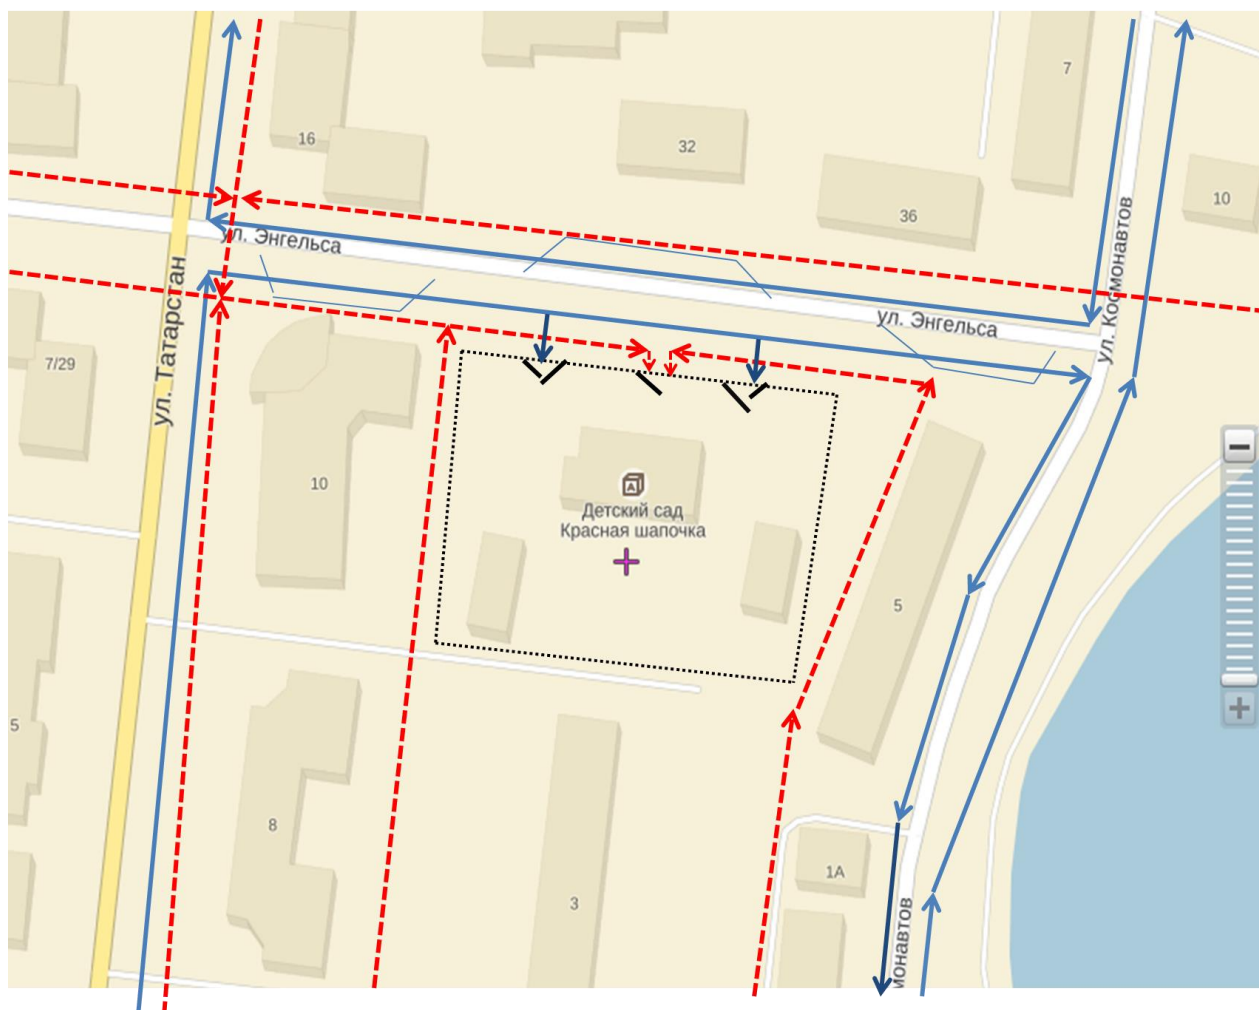 7
16
32
10
36
ул. Энгельса
ул. Космонавтов
ул. Татарстан
ул. Энгельса
7/29
10
Детский сад
Красная шапочка
5
5
8
1А
3
монавтов